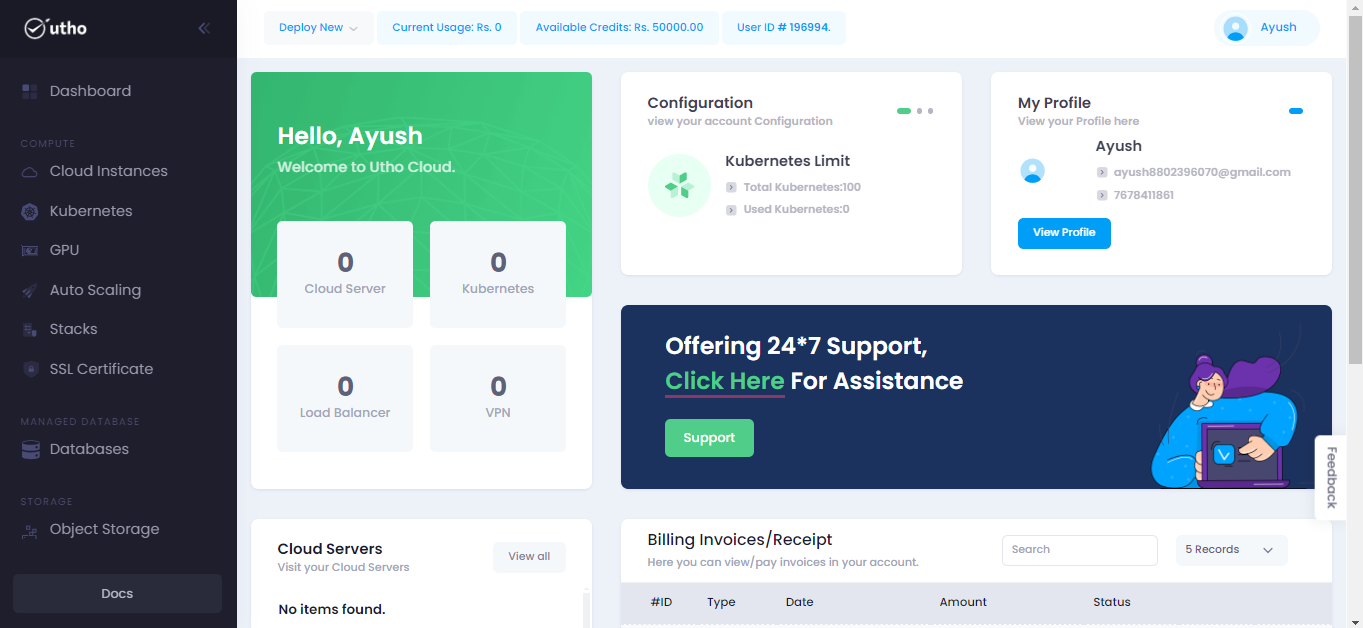 utho
Dashboard
COMPUTE
Cloud Instances
Kubernetes
GPU
Auto Scaling
Stacks
SSL Certificate
MANAGED DATABASE
Databases
STORAGE
Object Storage
Docs
Deploy New
Current Usage: Rs. 0
Available Credits: Rs. 50000.00
User ID # 196994.
Ayush
Hello, Ayush
Welcome to Utho Cloud.
0
Cloud Server
0
Kubernetes
0
Load Balancer
0
VPN
Configuration
view your account Configuration
Kubernetes Limit
Total Kubernetes:100
Used Kubernetes:0
My Profile
View your Profile here
Ayush
ayush8802396070@gmail.com
7678411861
View Profile
Offering 24*7 Support,
Click Here For Assistance
Support
Feedback
Cloud Servers
Visit your Cloud Servers
View all
No items found.
Billing Invoices/Receipt
Here you can view/pay invoices in your account.
Search
5 Records
#ID Type Date Amount Status